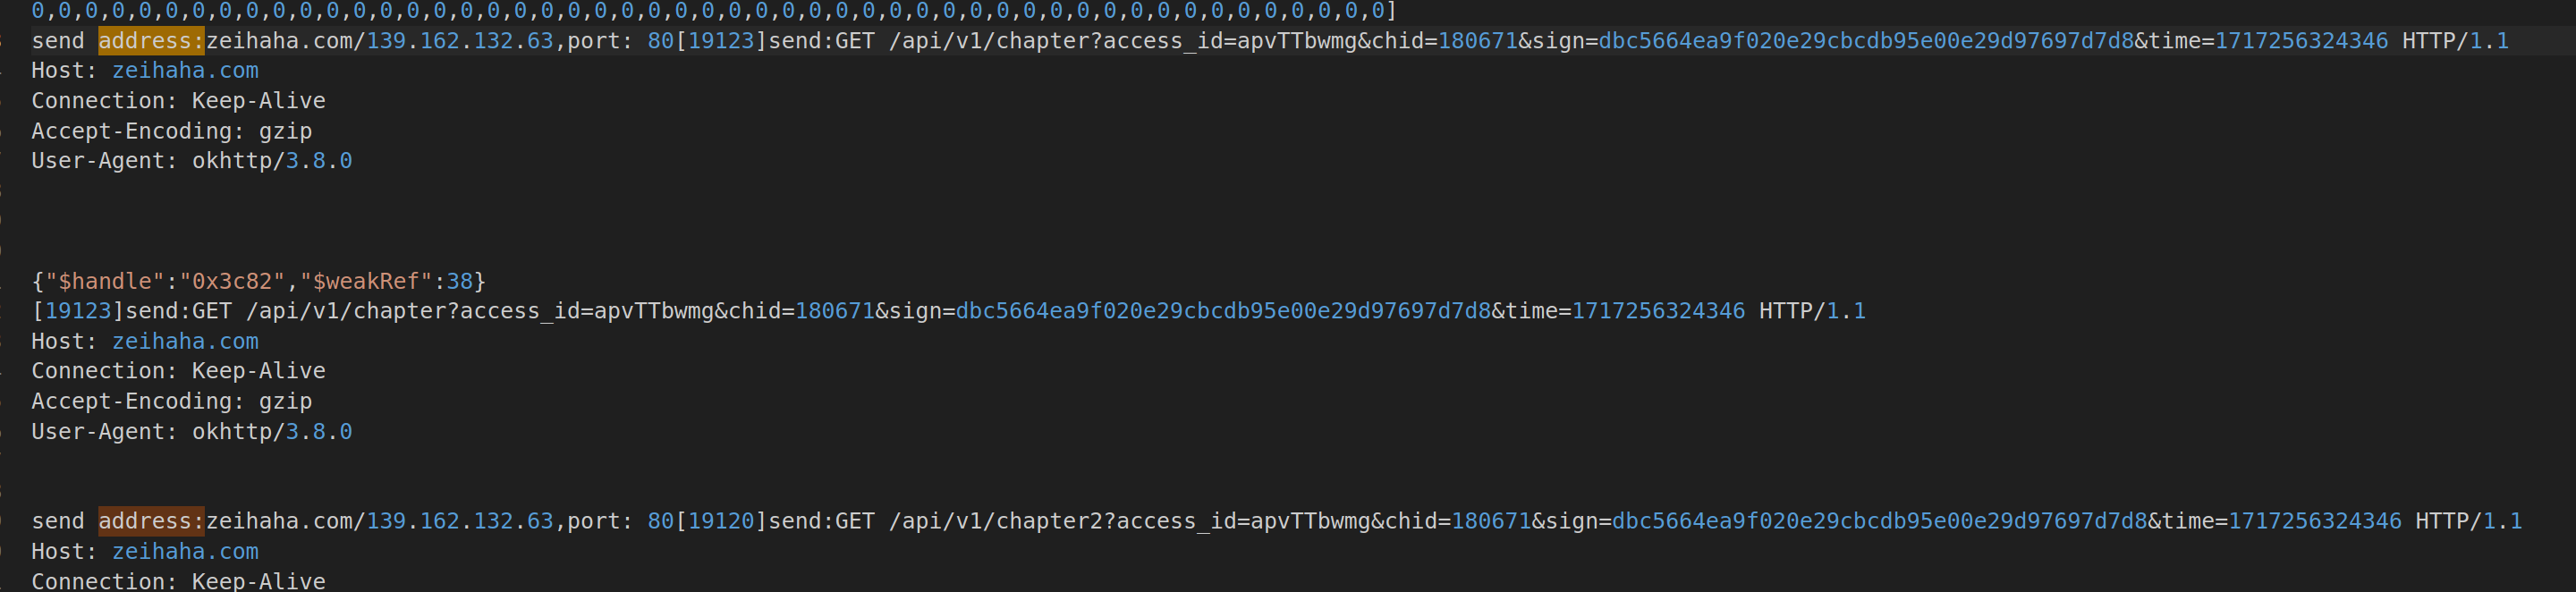 0,0,0,0,0,0,0,0,0,0,0,0,0,0,0,0,0,0,0,0,0,0,0,0,0,0,0,0,0,0,0,0,0,0,0,0,0,0,0,0,0,0,0,0,0,0,0,0,0,0,0]
send address:zeihaha.com/139.162.132.63,port: 80[19123]send:GET /api/v1/chapter?access_id=apvTTbwmg&chid=180671&sign=dbc5664ea9f020e29cbcdb95e00e29d97697d7d8&time=1717256324346 HTTP/1.1
Host: zeihaha.com
Connection: Keep-Alive
Accept-Encoding: gzip
User-Agent: okhttp/3.8.0
{"$handle":"0x3c82","$weakRef":38}
[19123]send:GET /api/v1/chapter?access_id=apvTTbwmg&chid=180671&sign=dbc5664ea9f020e29cbcdb95e00e29d97697d7d8&time=1717256324346 HTTP/1.1
Host: zeihaha.com
Connection: Keep-Alive
Accept-Encoding: gzip
User-Agent: okhttp/3.8.0
send address:zeihaha.com/139.162.132.63,port: 80[19120]send:GET /api/v1/chapter2?access_id=apvTTbwmg&chid=180671&sign=dbc5664ea9f020e29cbcdb95e00e29d97697d7d8&time=1717256324346 HTTP/1.1
Host: zeihaha.com
Connection: Keep-Alive